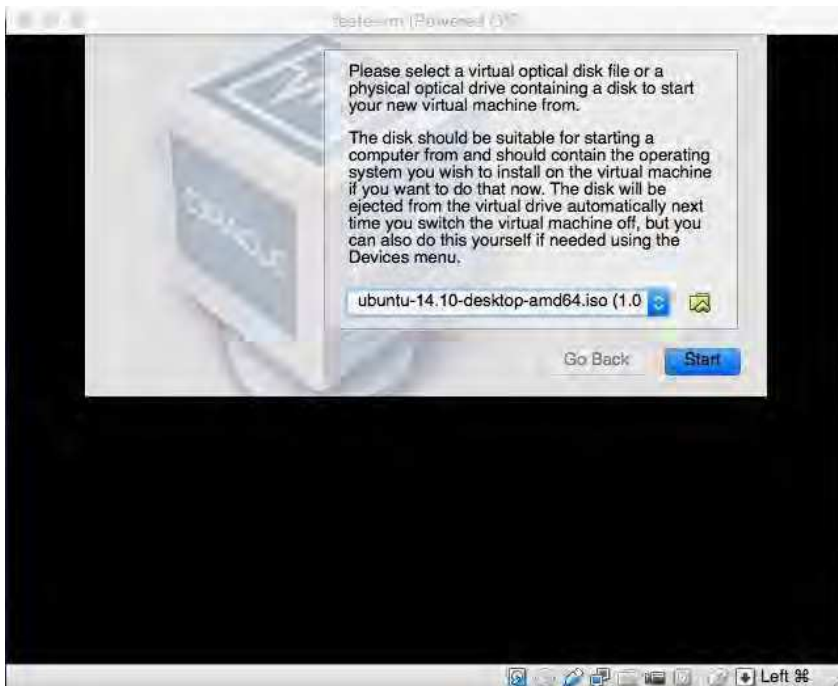 (Powered
Please select a virtual optical disk file or a
physical optical drive containing a disk to start
your new virtual machine from.
The disk should be suitable for starting a
computer from and should contain the operating
system you wish to install on the virtual machine
if you want to do that now. The disk will be
ejected from the virtual drive automatically next
time you switch the virtual machine off, but you
can also do this yourself if needed using the
Devices menu.
ubuntu-14.10-desktop-amd64.iso (1.0
Go Back
Start
ORACLE
Left ⌘